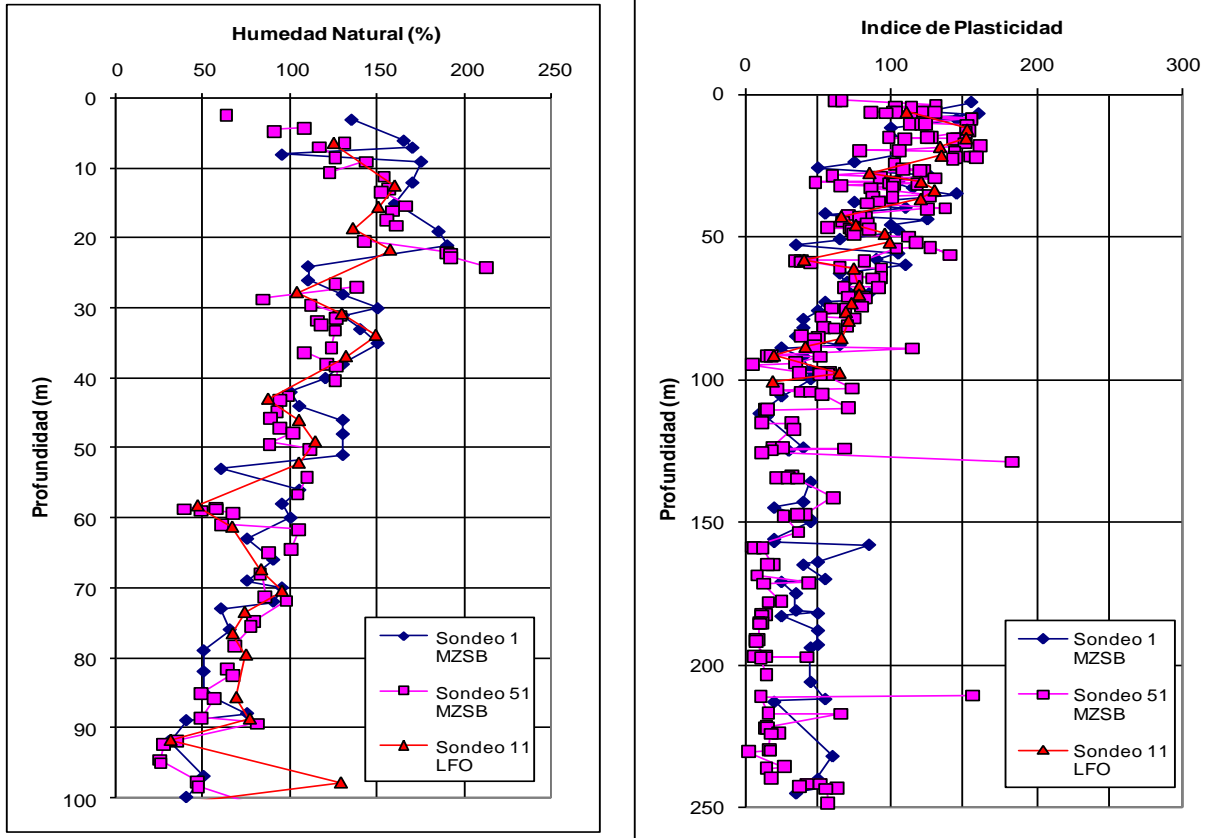 Humedad Natural (%)
0 50 100 150 200 250
Profundidad (m)
0
10
20
30
40
50
60
70
80
90
100
Sondeo 1
MZSB
Sondeo 51
MZSB
Sondeo 11
LFO
Indice de Plasticidad
0 100 200 300
Profundidad (m)
0
50
100
150
200
250
Sondeo 1
MZSB
Sondeo 51
MZSB
Sondeo 11
LFO